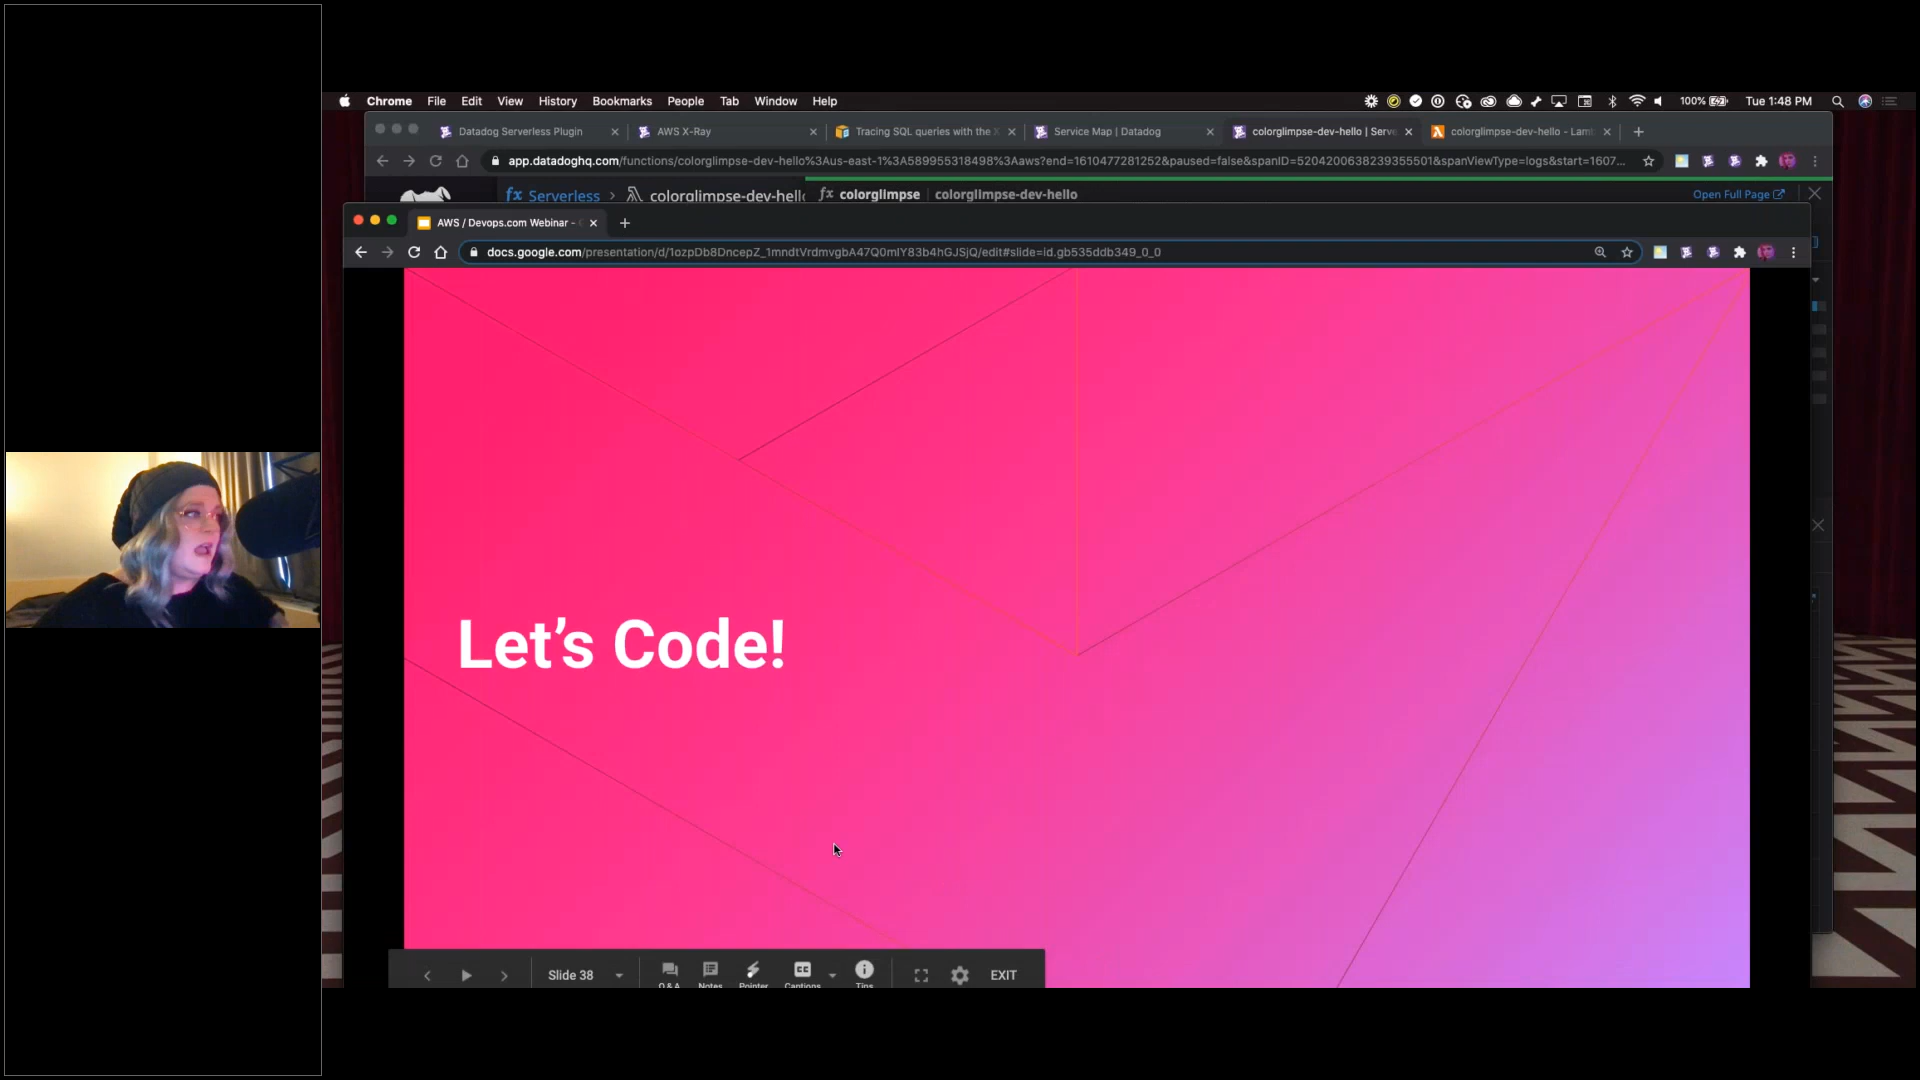 Chrome File Edit View History Bookmarks People Tab Window Help 100% Tue 1:48 PM
Datadog Serverless Plugin AWS X-Ray Tracing SQL queries with the X Service Map | Datadog colorglimpse-dev-hello | Serve colorglimpse-dev-hello - Lam
app.datadoghq.com/functions/colorglimpse-dev-hello%3Aus-east-1%3A589955318498%3Aaws?end=1610477281252&paused=false&spanID=5204200638239355501&spanViewType=logs&start=1607...
fx Serverless > λ colorglimpse-dev-hell fx colorglimpse | colorglimpse-dev-hello Open Full Page
AWS / Devops.com Webinar -
docs.google.com/presentation/d/1ozpDb8DncepZ_1mndtVrdmvgbA47Q0mIY83b4hGJSjQ/edit#slide=id.gb535ddb349_0_0
Let's Code!
Slide 38 CC EXIT
Q & A Notes Pointer Captions Tips